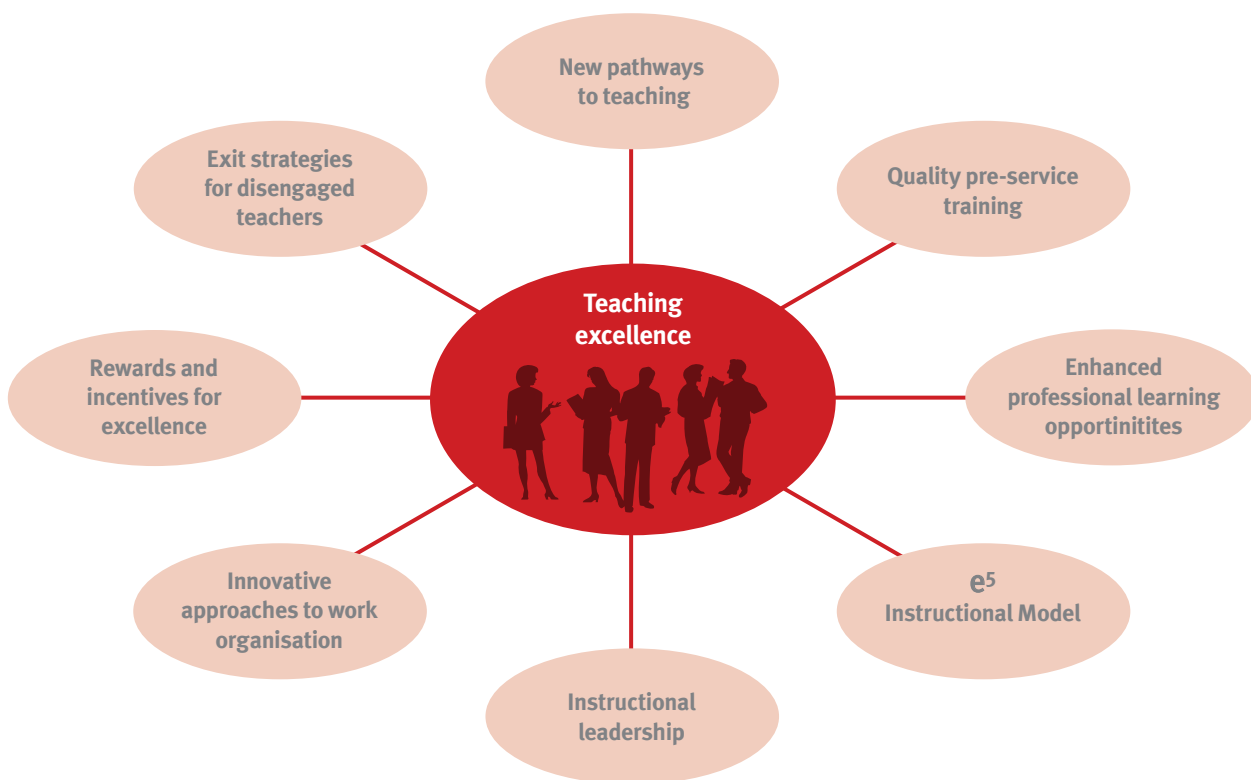 New pathways
to teaching
Exit strategies
for disengaged
teachers
Quality pre-service
training
Teaching
excellence
Rewards and
incentives for
excellence
Enhanced
professional learning
opportinitites
Innovative
approaches to work
organisation
e⁵
Instructional Model
Instructional
leadership